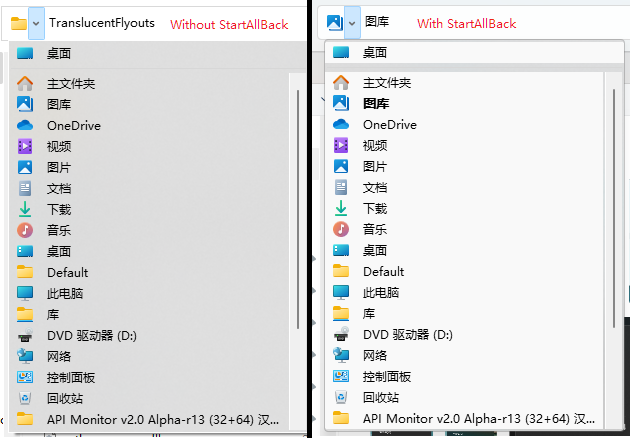 TranslucentFlyouts Without StartAllBack
桌面
主文件夹
图库
OneDrive
视频
图片
文档
下载
音乐
桌面
Default
此电脑
库
DVD 驱动器 (D:)
网络
控制面板
回收站
API Monitor v2.0 Alpha-r13 (32+64) 汉...
图库 With StartAllBack
桌面
主文件夹
图库
OneDrive
视频
图片
文档
下载
音乐
桌面
Default
此电脑
库
DVD 驱动器 (D:)
网络
控制面板
回收站
API Monitor v2.0 Alpha-r13 (32+64) 汉...